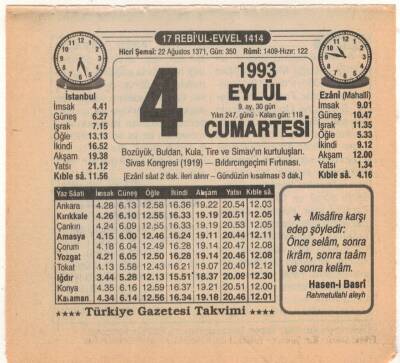 17 REBİ'UL-EVVEL 1414
Hicrî Şemsî: 22 Ağustos 1371, Gün: 350 Rûmî: 1409-Hızır: 122
4
1993
EYLÜL
9. ay, 30 gün
Yılın 247. günü - Kalan gün: 118
CUMARTESİ
İstanbul
İmsak 4.41
Güneş 6.27
İşrak 7.15
Öğle 13.13
İkindi 16.52
Akşam 19.38
Yatsı 21.12
Kıble sâ. 11.56
Ezânî (Mahallî)
İmsak 9.01
Güneş 10.47
İşrak 11.35
Öğle 5.33
İkindi 9.12
Akşam 12.00
Yatsı 1.34
Kıble sâ. 4.16
Bozüyük, Buldan, Kula, Tire ve Simav'ın kurtuluşları.
Sivas Kongresi (1919) — Bıldırcıngeçimi Fırtınası.
[Ezânî sâat 2 dak. ileri alınır – Gündüzün kısalması 3 dak.]
Yaz Sâati İmsak Güneş Öğle İkindi Akşam Yatsı Kıble sâ.
Ankara 4.28 6.13 12.58 16.36 19.22 20.54 12.03
Kırıkkale 4.26 6.10 12.55 16.33 19.19 20.51 12.05
Çankırı 4.24 6.09 12.55 16.33 19.19 20.53 12.03
Amasya 4.15 6.00 12.46 16.24 19.11 20.44 12.11
Çorum 4.18 6.04 12.49 16.28 19.14 20.47 12.08
Yozgat 4.21 6.05 12.50 16.28 19.14 20.46 12.08
Tokat 4.13 5.58 12.43 16.21 19.07 20.40 12.12
Iğdır 3.44 5.28 12.13 15.51 18.37 20.09 12.30
Konya 4.35 6.16 12.59 16.37 19.21 20.50 12.01
Karaman 4.34 6.14 12.56 16.34 19.18 20.46 12.01
★ Misâfire karşı
edep şöyledir:
Önce selâm, sonra
ikrâm, sonra taâm
ve sonra kelâm.
Hasen-i Basrî
Rahmetullahi aleyh
★★★★ Türkiye Gazetesi Takvimi ★★★★